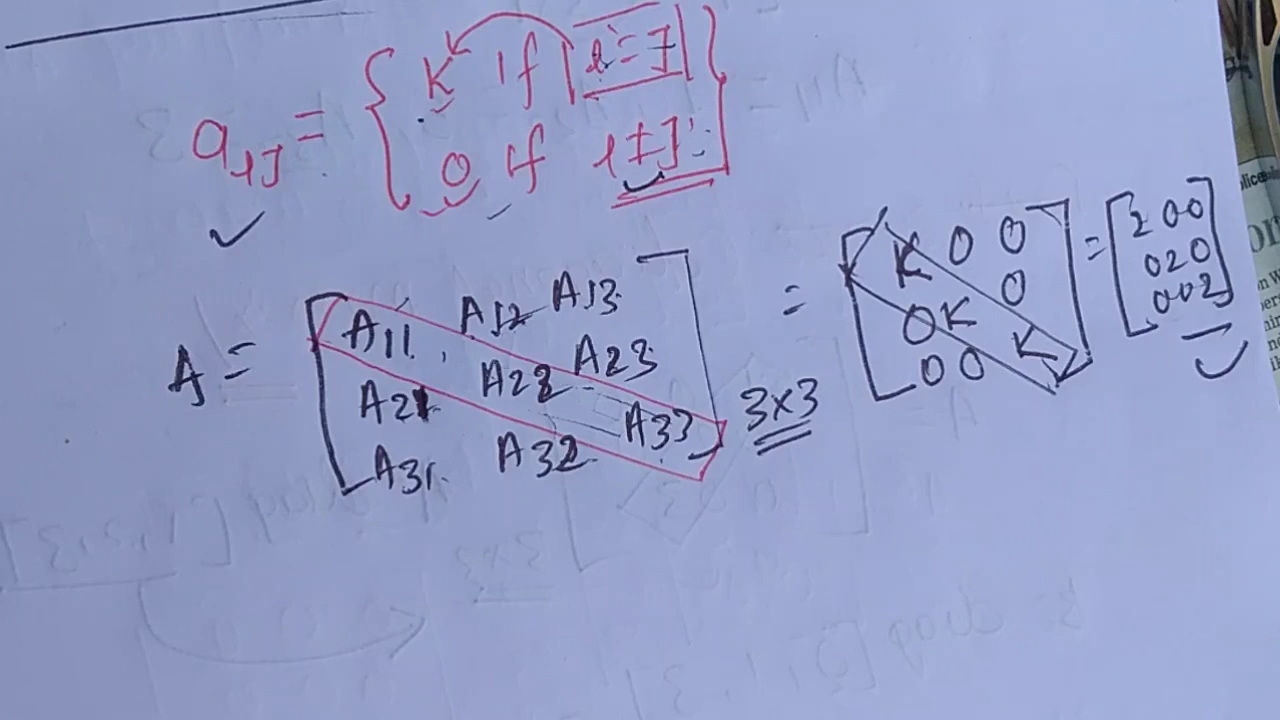 aIJ = { K If i=J
0 If i≠J }
A = [ A11 A12 A13
A21 A22 A23
A31 A32 A33 ] 3×3
= [ K 0 0
0 K 0
0 0 K ]
= [ 2 0 0
0 2 0
0 0 2 ]